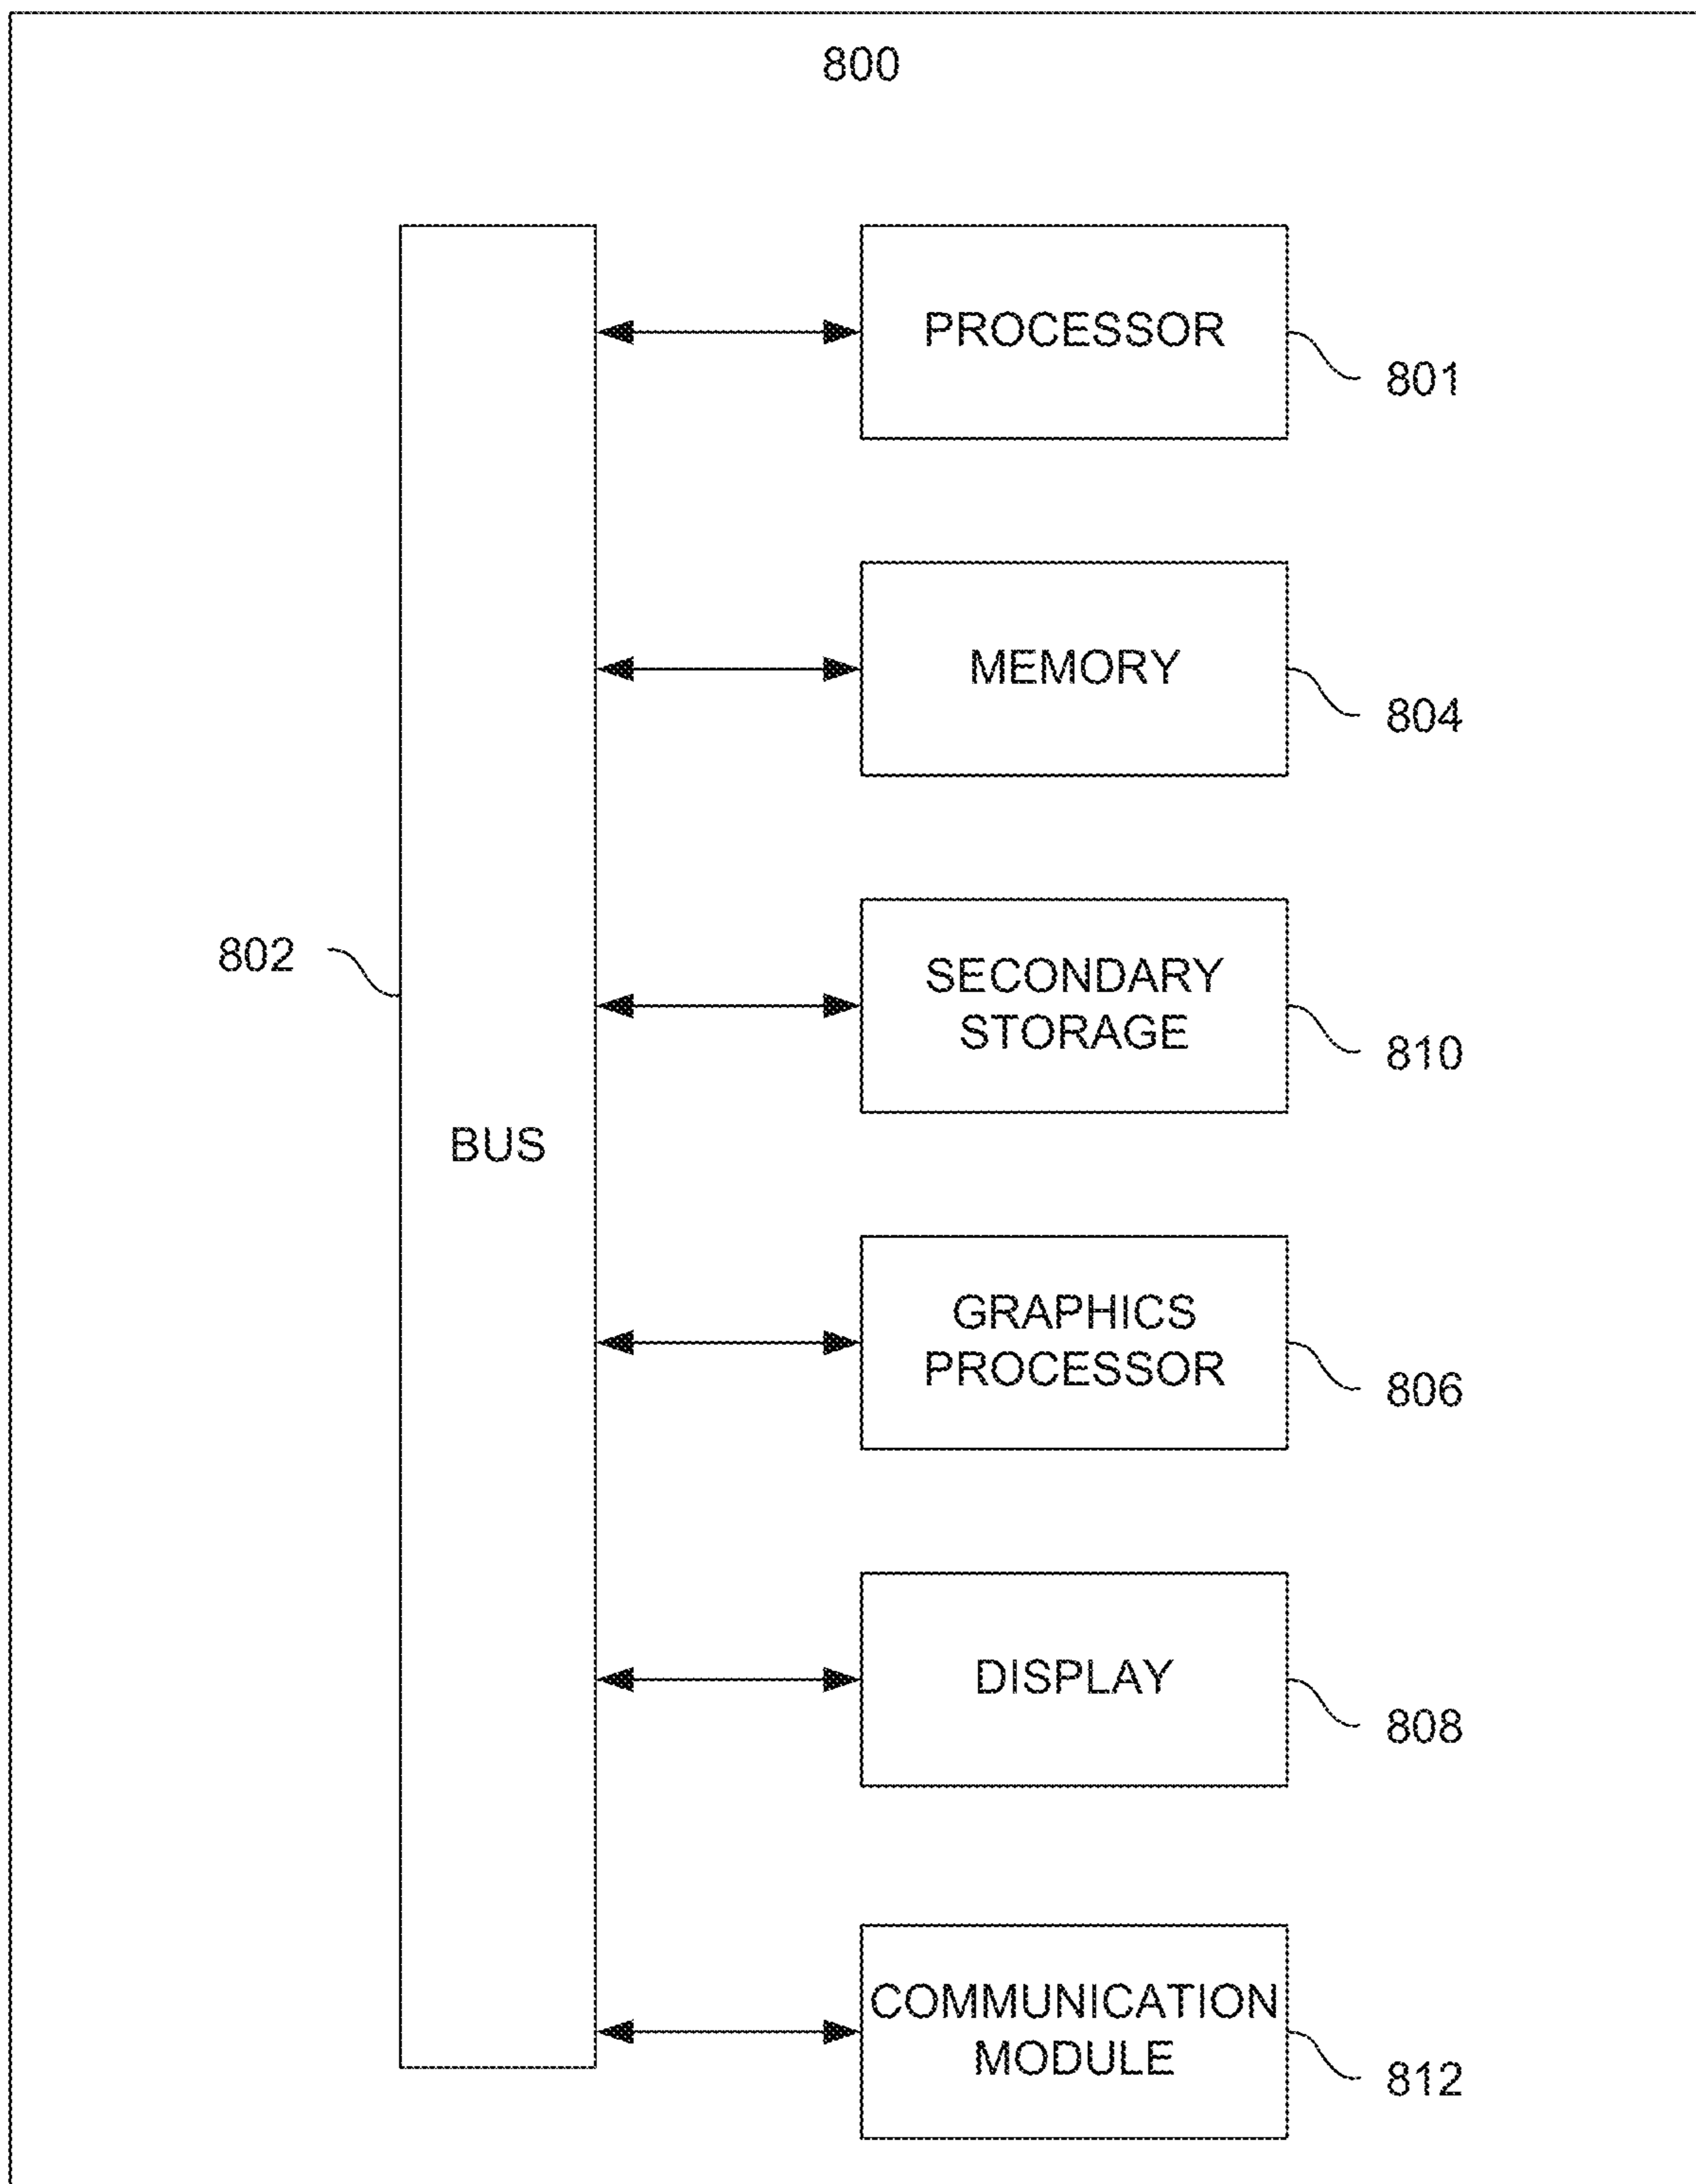 800
PROCESSOR
801
MEMORY
804
802
SECONDARY
STORAGE
810
BUS
GRAPHICS
PROCESSOR
806
DISPLAY
808
COMMUNICATION
MODULE
812